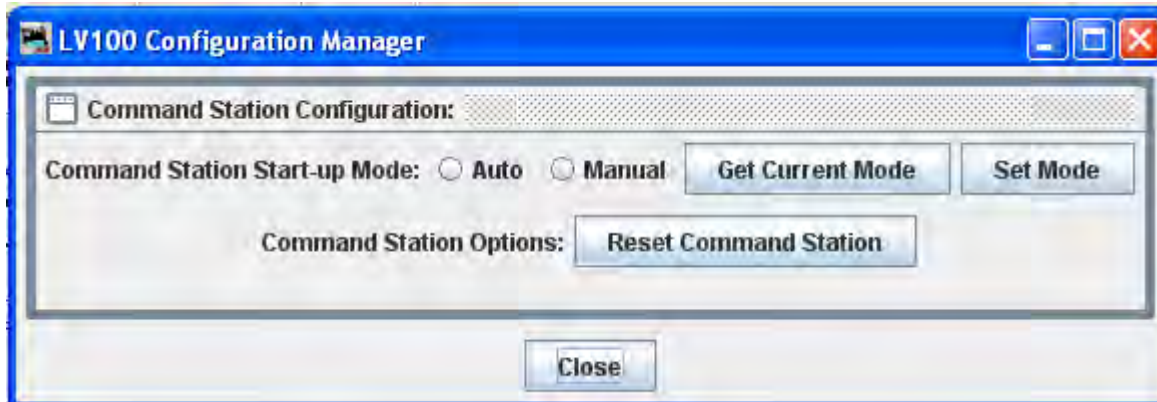 LV100 Configuration Manager
Command Station Configuration:
Command Station Start-up Mode: Auto Manual Get Current Mode Set Mode
Command Station Options: Reset Command Station
Close